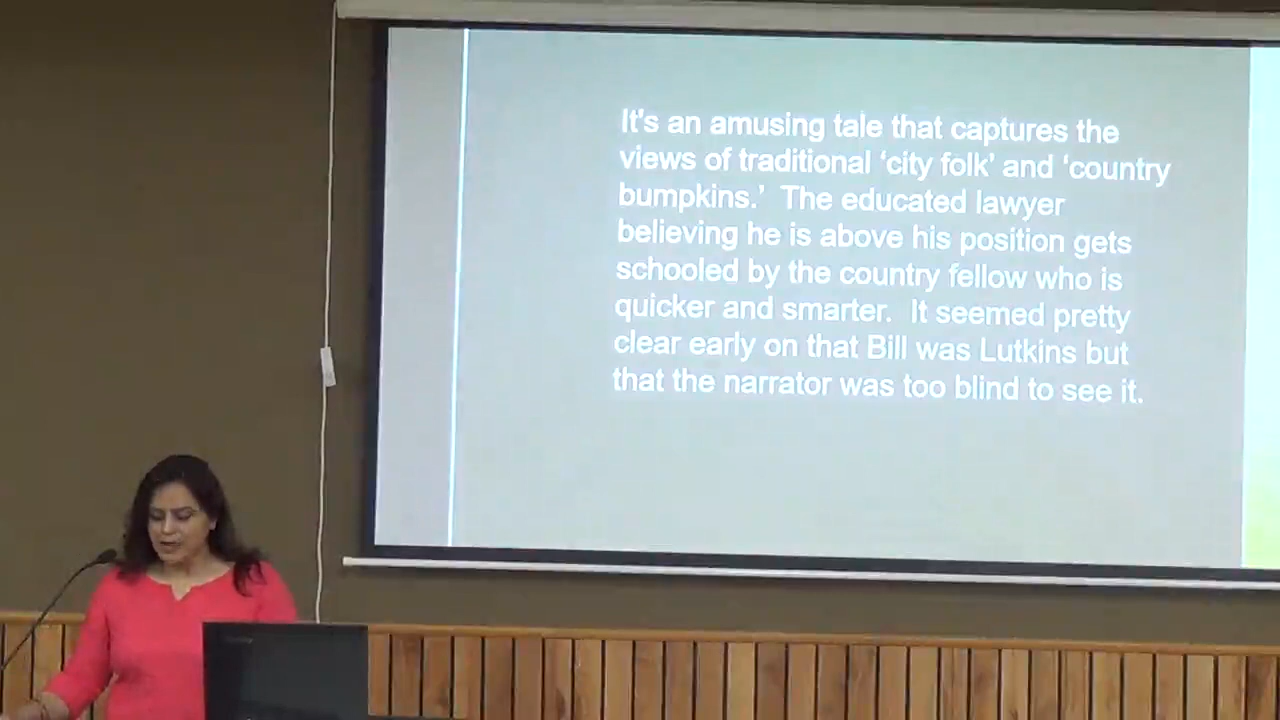 It's an amusing tale that captures the
views of traditional ‘city folk’ and ‘country
bumpkins.’  The educated lawyer
believing he is above his position gets
schooled by the country fellow who is
quicker and smarter.  It seemed pretty
clear early on that Bill was Lutkins but
that the narrator was too blind to see it.